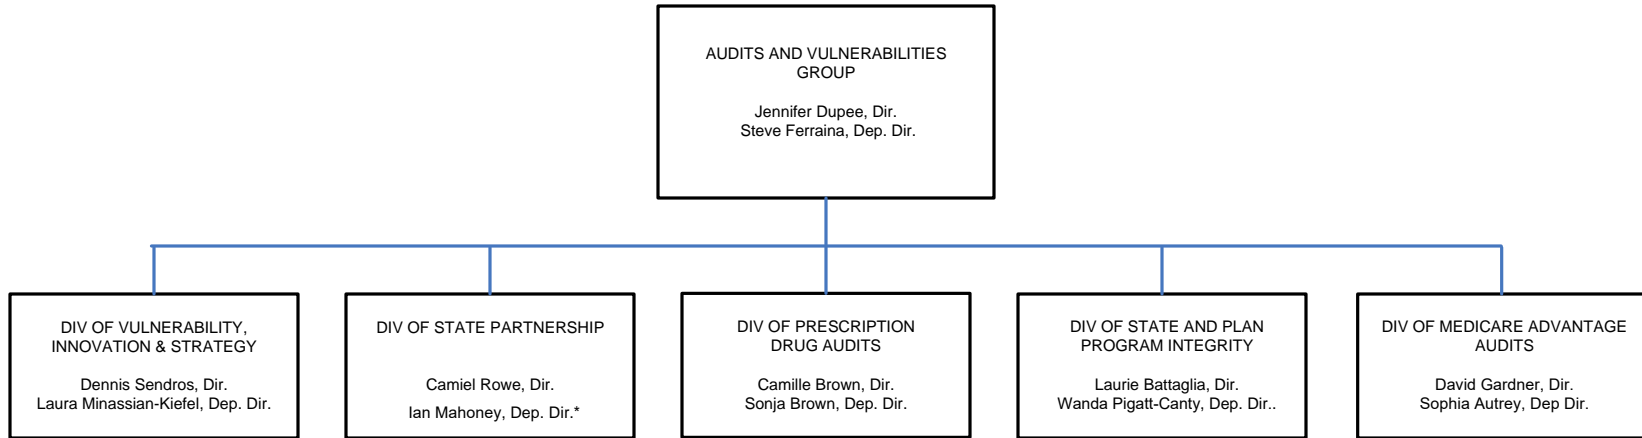 AUDITS AND VULNERABILITIES
GROUP
Jennifer Dupee, Dir.
Steve Ferraina, Dep. Dir.
DIV OF VULNERABILITY,
INNOVATION & STRATEGY
Dennis Sendros, Dir.
Laura Minassian-Kiefel, Dep. Dir.
DIV OF STATE PARTNERSHIP
Camiel Rowe, Dir.
Ian Mahoney, Dep. Dir.*
DIV OF PRESCRIPTION
DRUG AUDITS
Camille Brown, Dir.
Sonja Brown, Dep. Dir.
DIV OF STATE AND PLAN
PROGRAM INTEGRITY
Laurie Battaglia, Dir.
Wanda Pigatt-Canty, Dep. Dir..
DIV OF MEDICARE ADVANTAGE
AUDITS
David Gardner, Dir.
Sophia Autrey, Dep Dir.